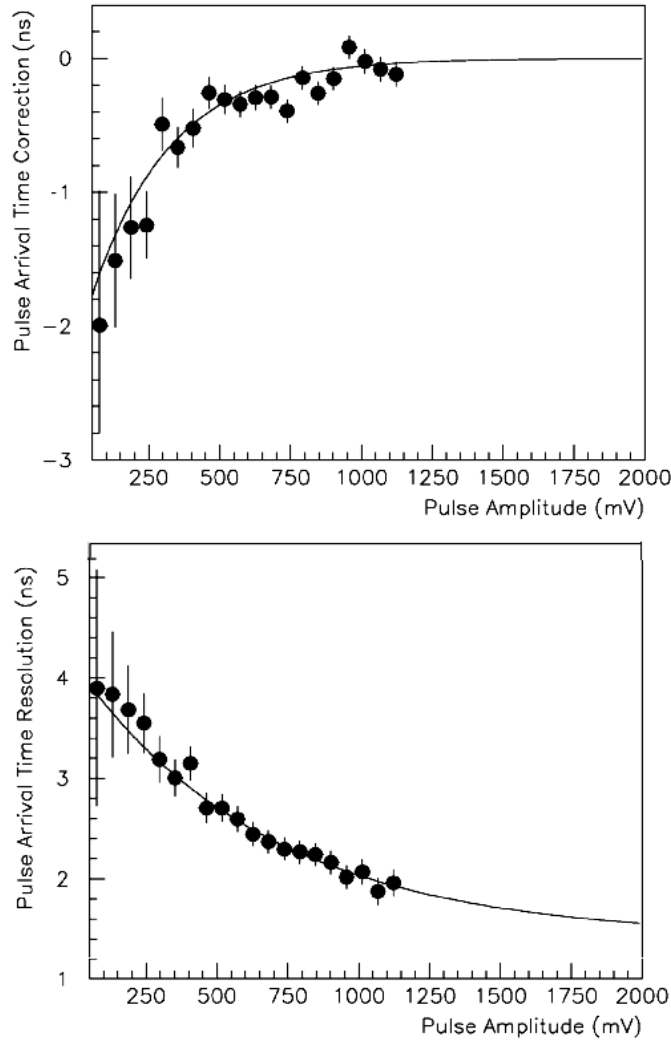 Pulse Arrival Time Correction (ns)
0
-1
-2
-3
250 500 750 1000 1250 1500 1750 2000
Pulse Amplitude (mV)
Pulse Arrival Time Resolution (ns)
5
4
3
2
1
250 500 750 1000 1250 1500 1750 2000
Pulse Amplitude (mV)